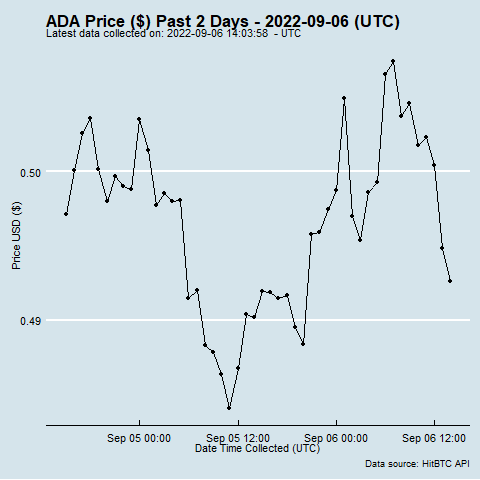 ADA Price ($) Past 2 Days - 2022-09-06 (UTC)
Latest data collected on: 2022-09-06 14:03:58 - UTC
0.50
Price USD ($)
0.49
Sep 05 00:00 Sep 05 12:00 Sep 06 00:00 Sep 06 12:00
Date Time Collected (UTC)
Data source: HitBTC API